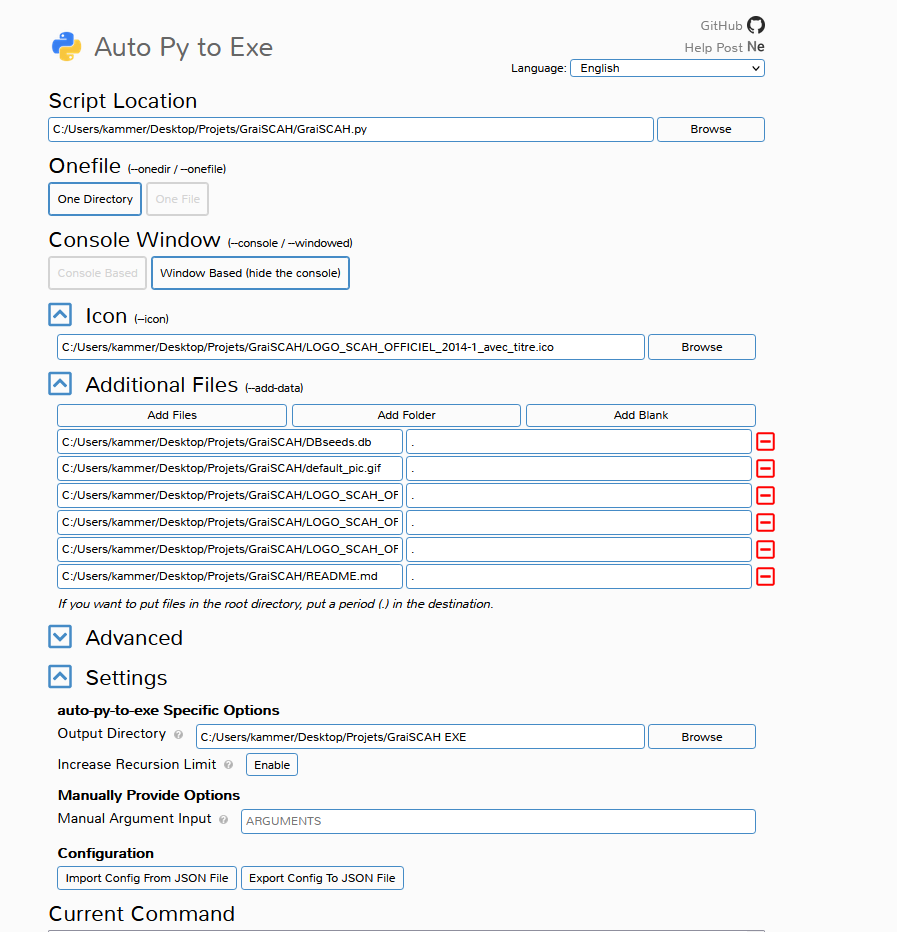 GitHub
Auto Py to Exe
Help Post Ne
Language: English
Script Location
C:/Users/kammer/Desktop/Projets/GraiSCAH/GraiSCAH.py Browse
Onefile (--onedir / --onefile)
One Directory One File
Console Window (--console / --windowed)
Console Based Window Based (hide the console)
Icon (--icon)
C:/Users/kammer/Desktop/Projets/GraiSCAH/LOGO_SCAH_OFFICIEL_2014-1_avec_titre.ico Browse
Additional Files (--add-data)
Add Files Add Folder Add Blank
C:/Users/kammer/Desktop/Projets/GraiSCAH/DBseeds.db .
C:/Users/kammer/Desktop/Projets/GraiSCAH/default_pic.gif .
C:/Users/kammer/Desktop/Projets/GraiSCAH/LOGO_SCAH_OF .
C:/Users/kammer/Desktop/Projets/GraiSCAH/LOGO_SCAH_OF .
C:/Users/kammer/Desktop/Projets/GraiSCAH/LOGO_SCAH_OF .
C:/Users/kammer/Desktop/Projets/GraiSCAH/README.md .
If you want to put files in the root directory, put a period (.) in the destination.
Advanced
Settings
auto-py-to-exe Specific Options
Output Directory ? C:/Users/kammer/Desktop/Projets/GraiSCAH EXE Browse
Increase Recursion Limit ? Enable
Manually Provide Options
Manual Argument Input ? ARGUMENTS
Configuration
Import Config From JSON File Export Config To JSON File
Current Command